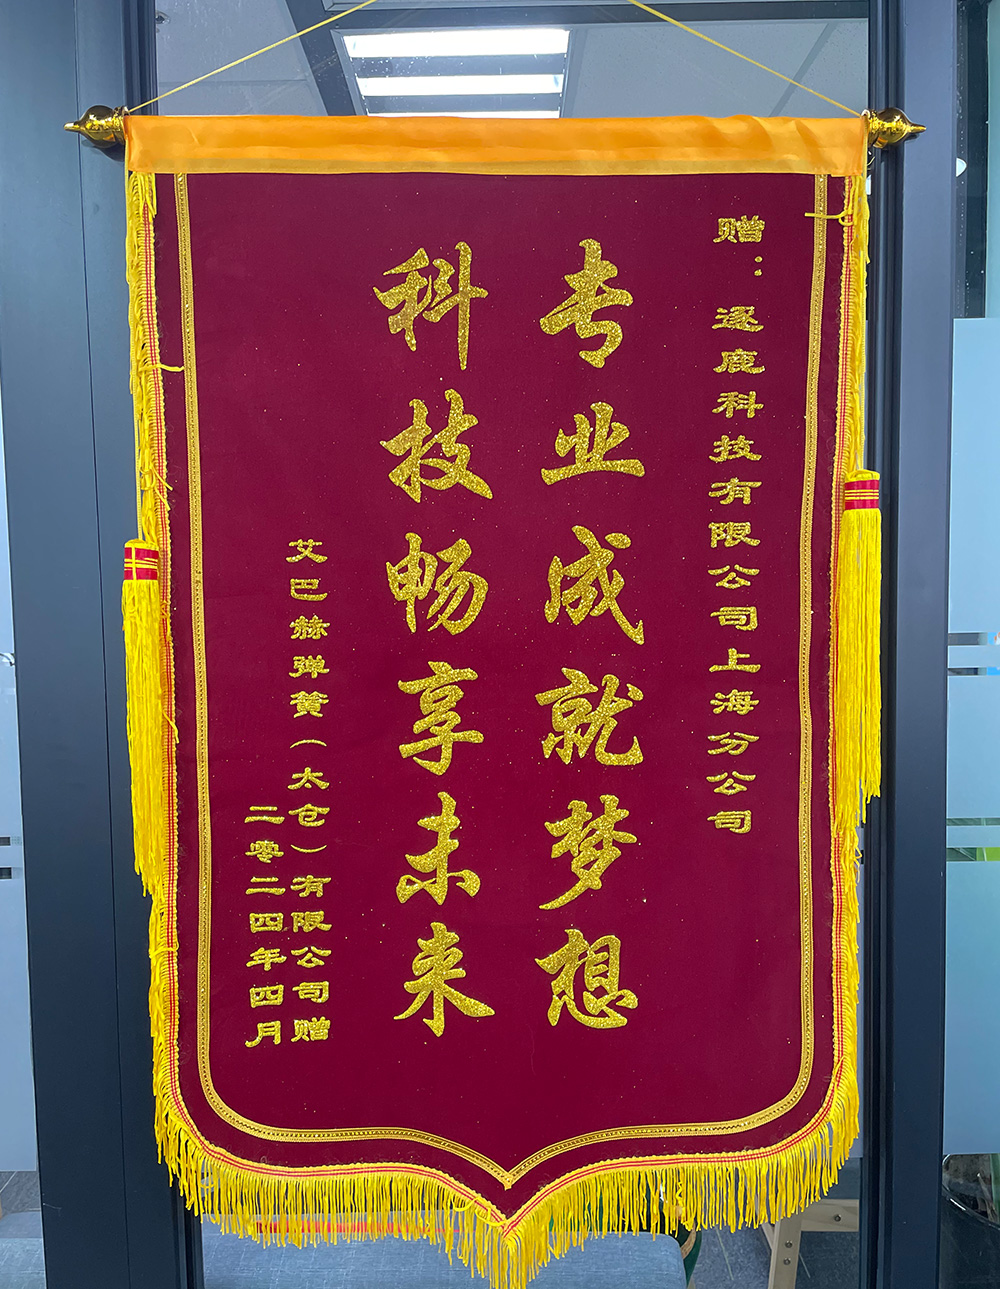 赠：逐鹿科技有限公司上海分公司
专业成就梦想
科技畅享未来
艾巴赫弹簧（太仓）有限公司赠
二零二四年四月